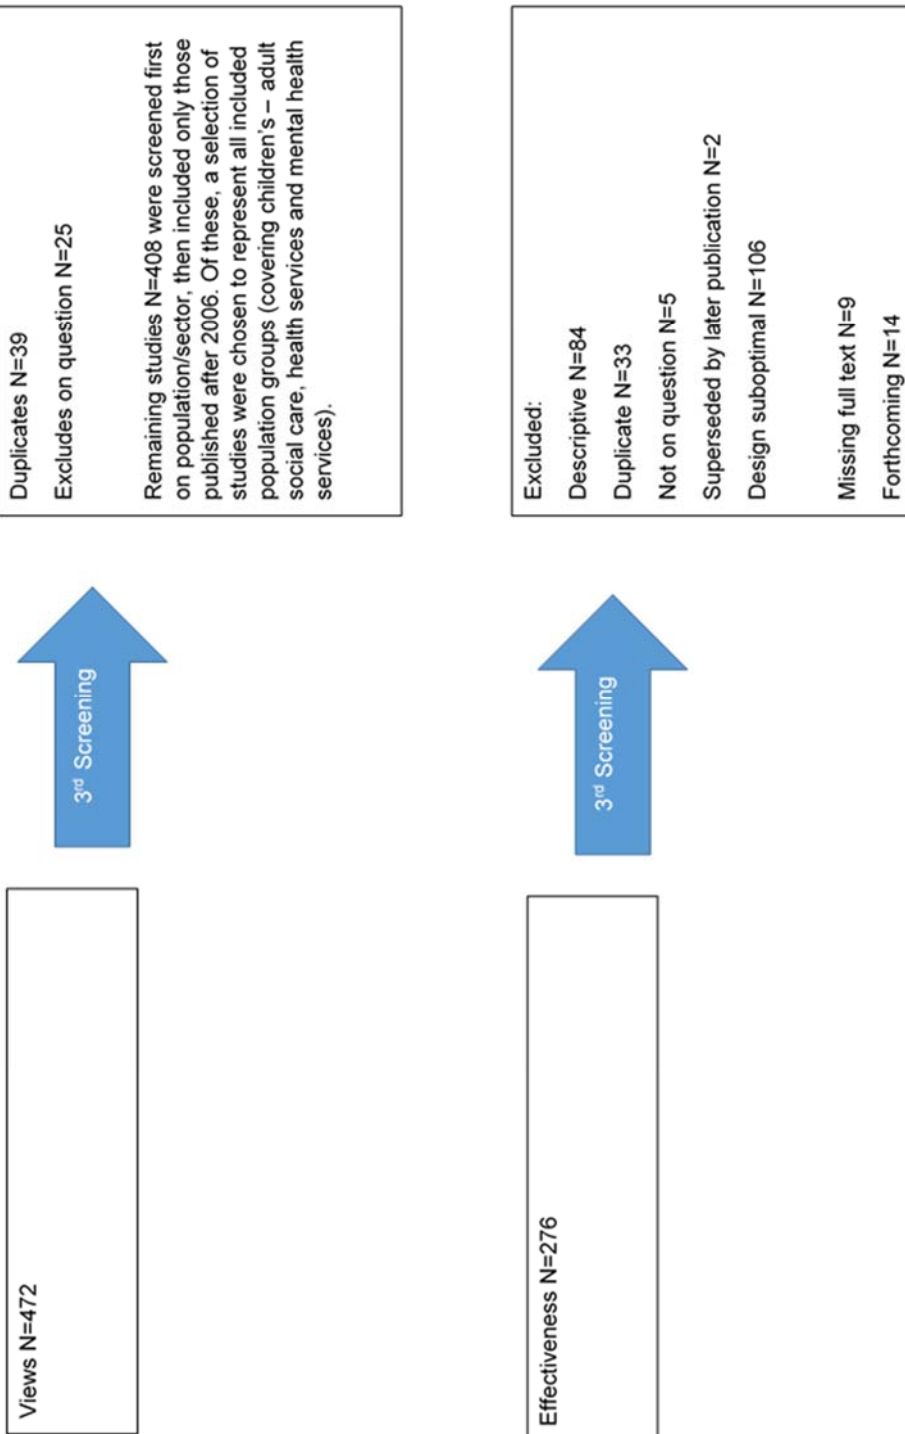 Views N=472
3rd Screening
Duplicates N=39
Excludes on question N=25
Remaining studies N=408 were screened first
on population/sector, then included only those
published after 2006. Of these, a selection of
studies were chosen to represent all included
population groups (covering children's – adult
social care, health services and mental health
services).
Effectiveness N=276
3rd Screening
Excluded:
Descriptive N=84
Duplicate N=33
Not on question N=5
Superseded by later publication N=2
Design suboptimal N=106
Missing full text N=9
Forthcoming N=14